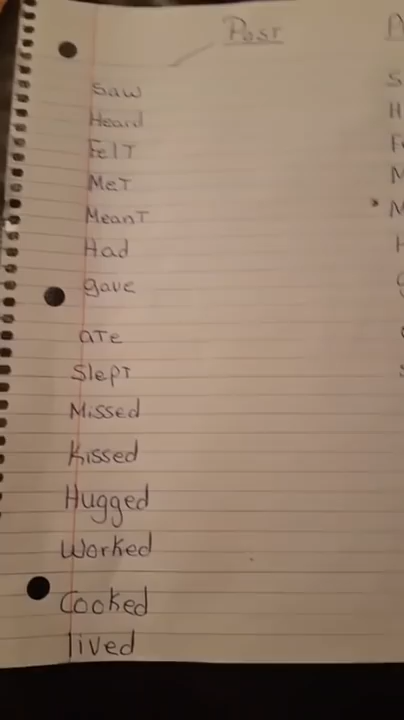 Past
Saw
Heard
Felt
Met
Meant
Had
gave
ate
Slept
Missed
Kissed
Hugged
Worked
Cooked
lived